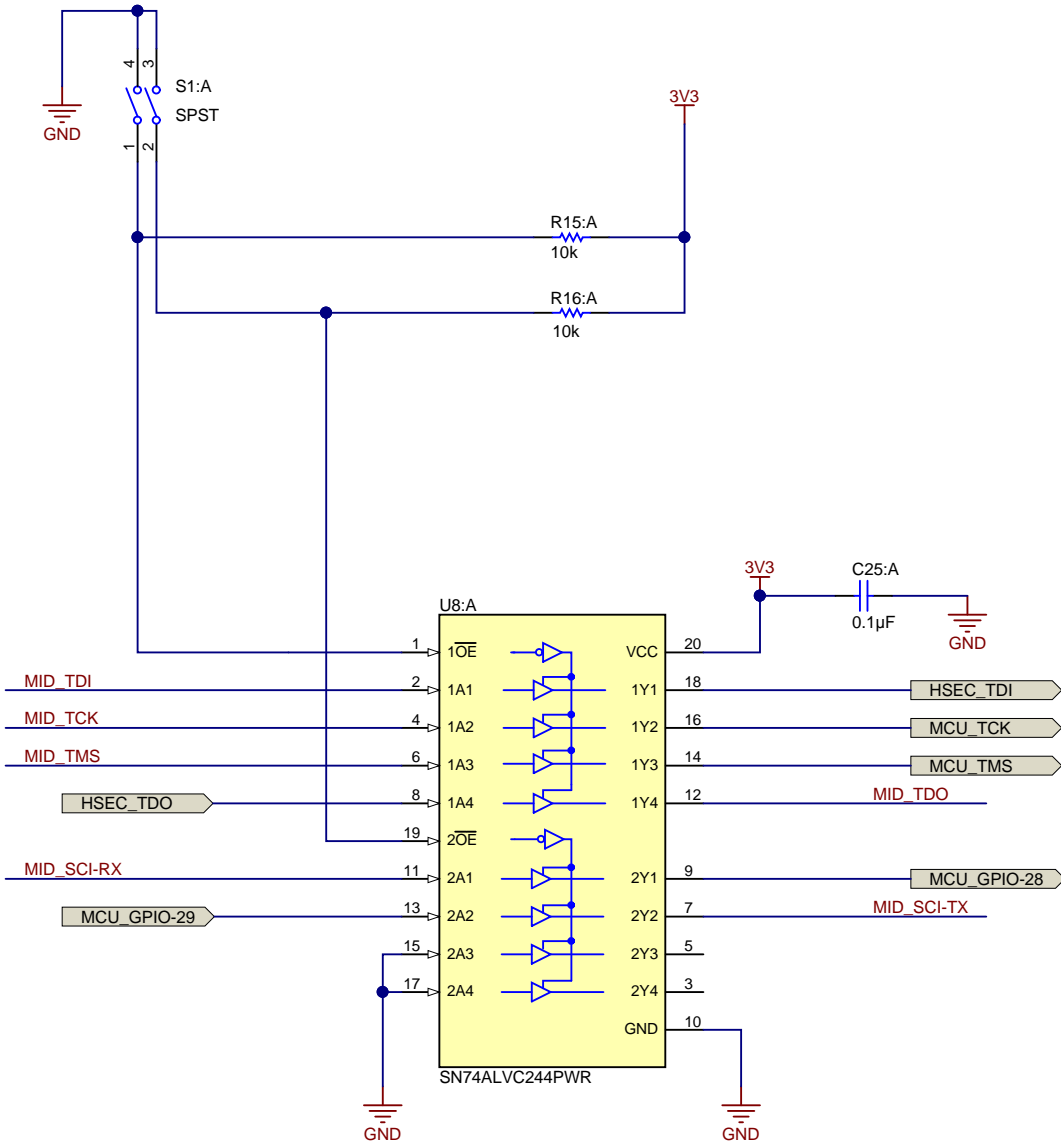 4
3
S1:A
SPST
1
2
GND
3V3
R15:A
10k
R16:A
10k
3V3
C25:A
0.1µF
GND
U8:A
1 1OE VCC 20
MID_TDI 2 1A1 1Y1 18 HSEC_TDI
MID_TCK 4 1A2 1Y2 16 MCU_TCK
MID_TMS 6 1A3 1Y3 14 MCU_TMS
HSEC_TDO 8 1A4 1Y4 12 MID_TDO
19 2OE
MID_SCI-RX 11 2A1 2Y1 9 MCU_GPIO-28
MCU_GPIO-29 13 2A2 2Y2 7 MID_SCI-TX
15 2A3 2Y3 5
17 2A4 2Y4 3
GND 10
SN74ALVC244PWR
GND
GND